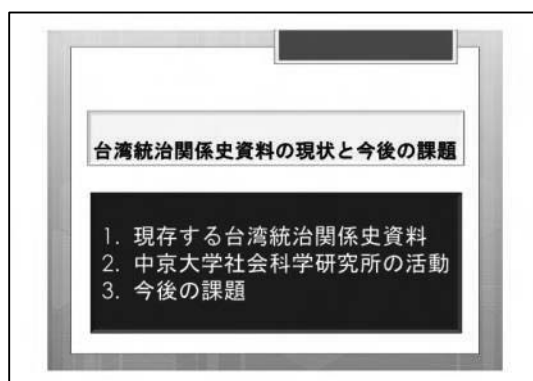 台湾統治関係史資料の現状と今後の課題
1. 現存する台湾統治関係史資料
2. 中京大学社会科学研究所の活動
3. 今後の課題